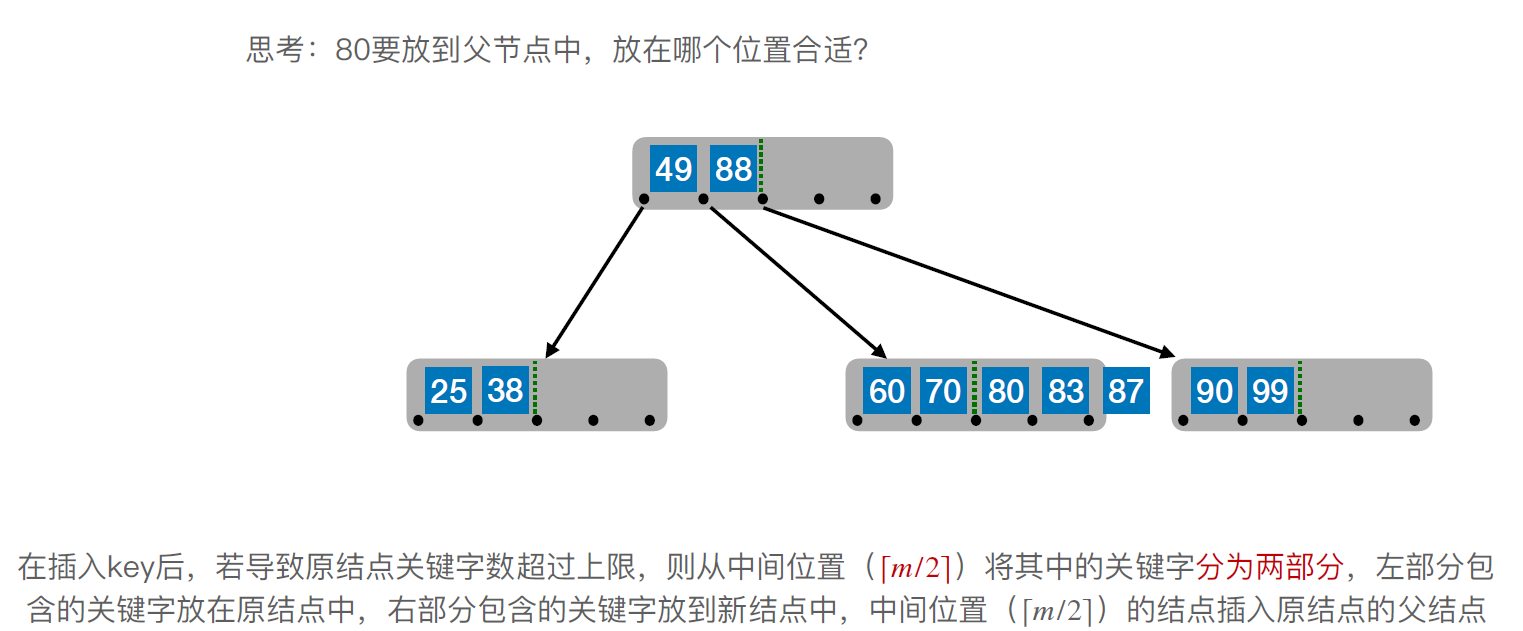 思考：80要放到父节点中，放在哪个位置合适？
49 88
25 38 60 70 80 83 87 90 99
在插入key后，若导致原结点关键字数超过上限，则从中间位置（⌈m/2⌉）将其中的关键字分为两部分，左部分包
含的关键字放在原结点中，右部分包含的关键字放到新结点中，中间位置（⌈m/2⌉）的结点插入原结点的父结点